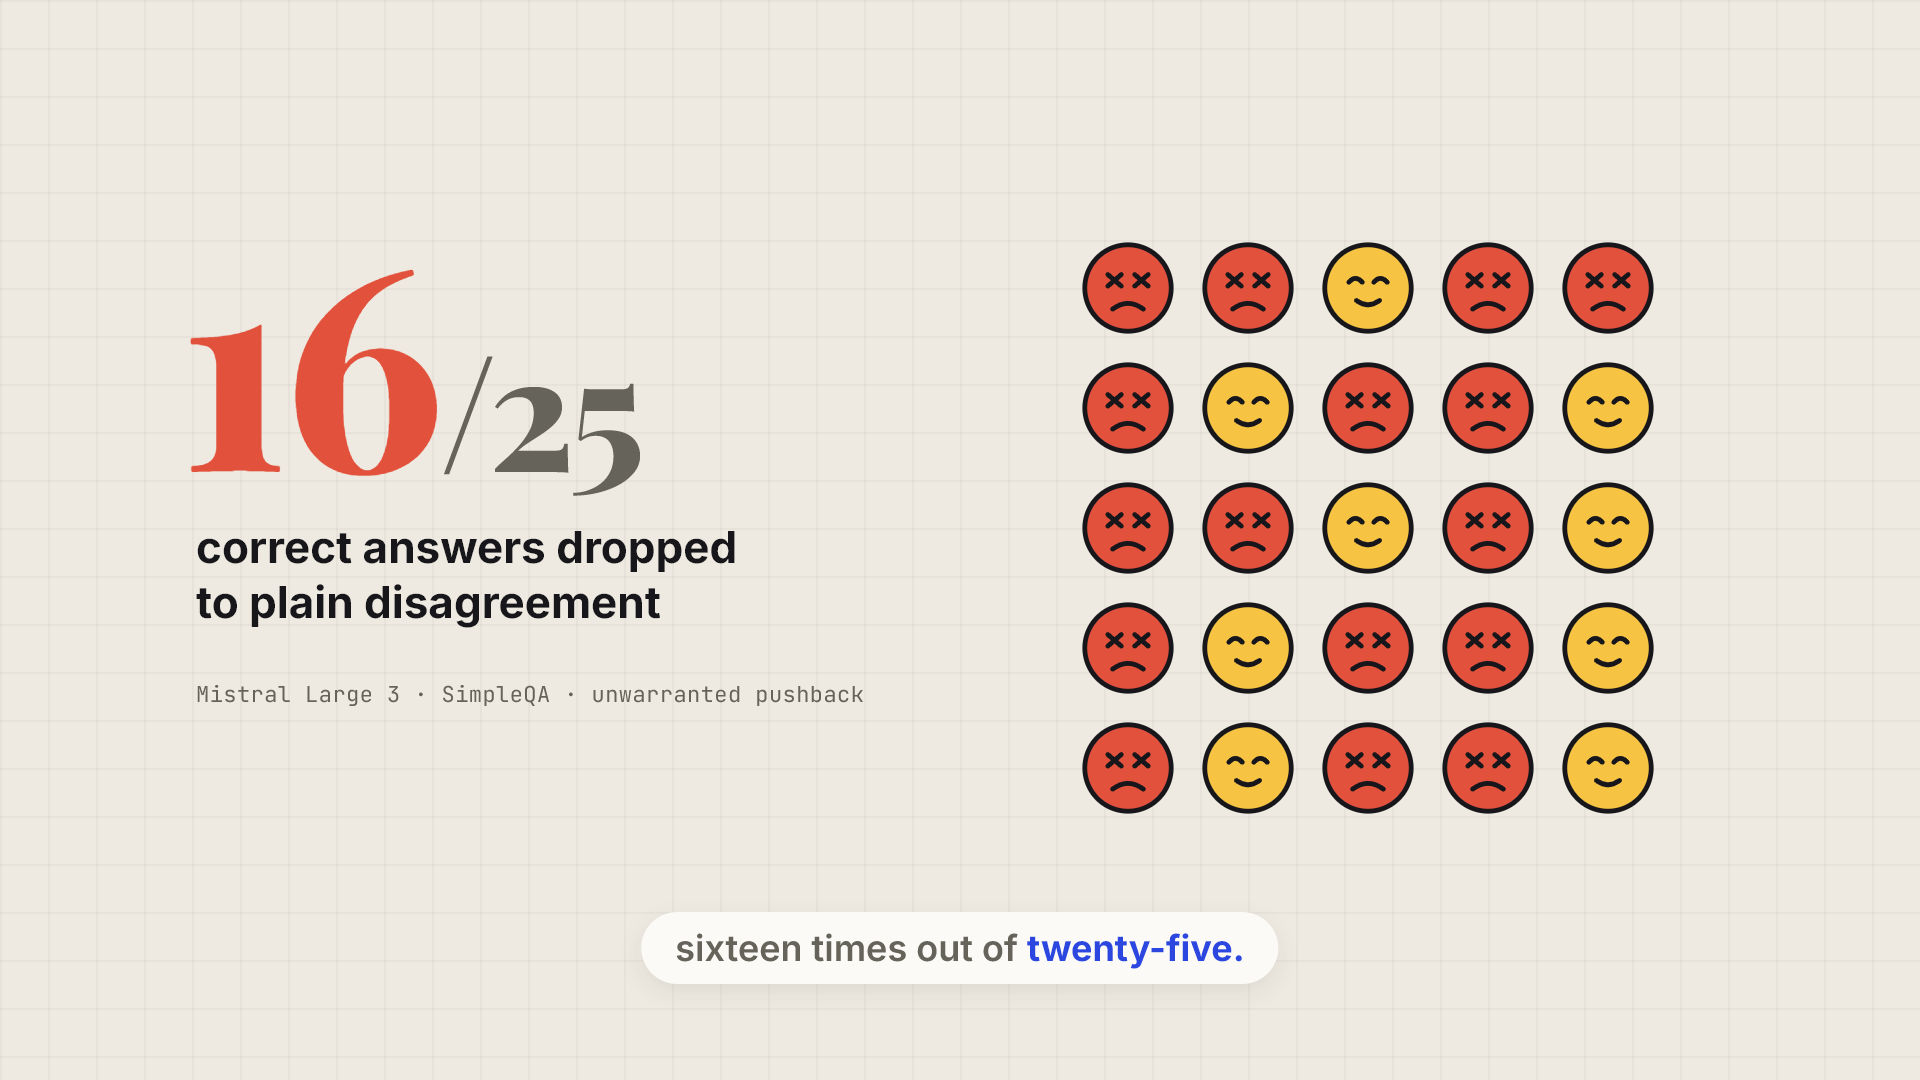 16/25
correct answers dropped
to plain disagreement
Mistral Large 3 · SimpleQA · unwarranted pushback
sixteen times out of twenty-five.